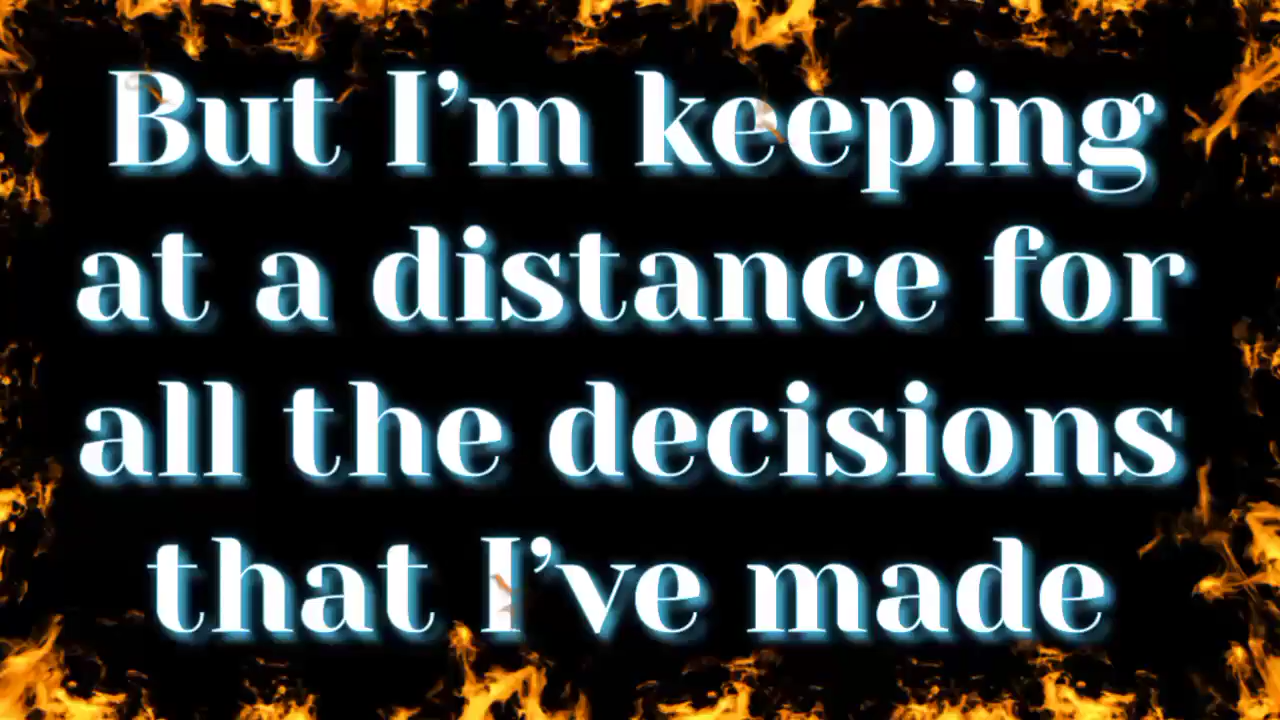 But I’m keeping
at a distance for
all the decisions
that I’ve made